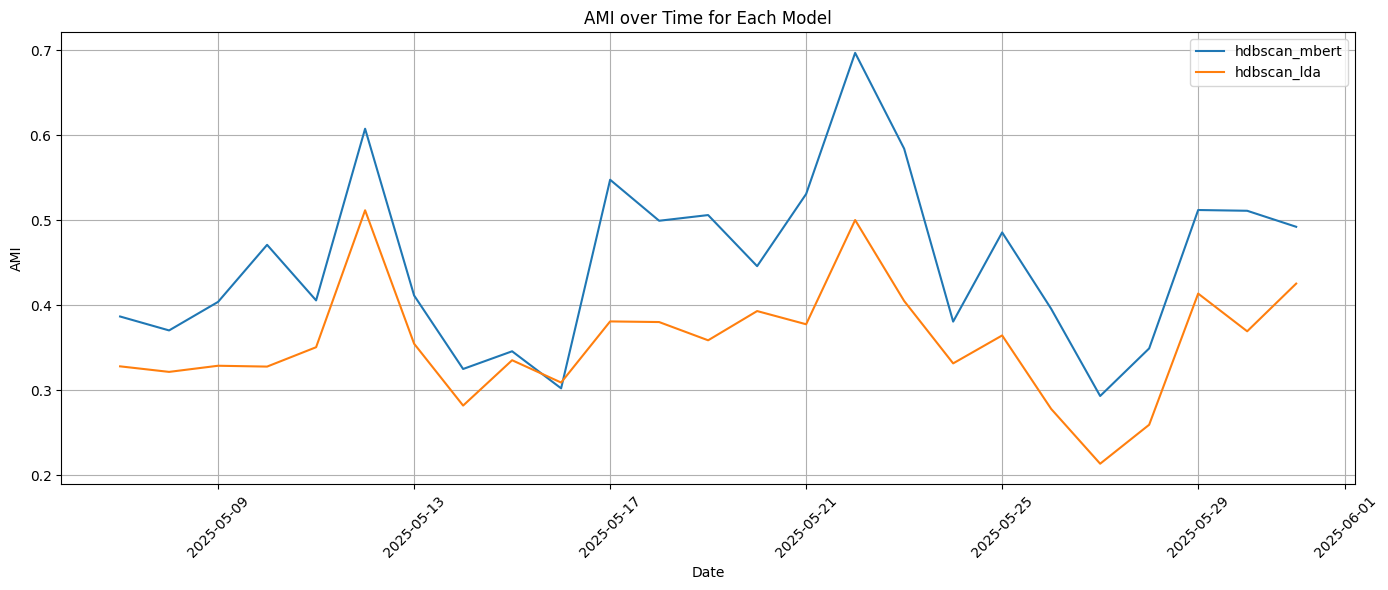 AMI over Time for Each Model
hdbscan_mbert
hdbscan_lda
AMI
0.7
0.6
0.5
0.4
0.3
0.2
2025-05-09
2025-05-13
2025-05-17
2025-05-21
2025-05-25
2025-05-29
2025-06-01
Date